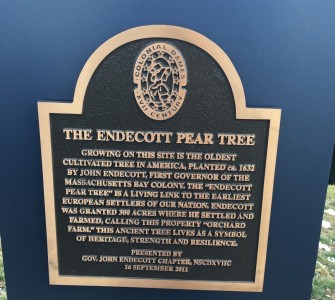 COLONIAL DAMES
XVII CENTURY
THE ENDECOTT PEAR TREE
GROWING ON THIS SITE IS THE OLDEST
CULTIVATED TREE IN AMERICA, PLANTED ca. 1632
BY JOHN ENDECOTT, FIRST GOVERNOR OF THE
MASSACHUSETTS BAY COLONY. THE "ENDECOTT
PEAR TREE" IS A LIVING LINK TO THE EARLIEST
EUROPEAN SETTLERS OF OUR NATION. ENDECOTT
WAS GRANTED 300 ACRES WHERE HE SETTLED AND
FARMED, CALLING THIS PROPERTY "ORCHARD
FARM." THIS ANCIENT TREE LIVES AS A SYMBOL
OF HERITAGE, STRENGTH AND RESILIENCE.
PRESENTED BY
GOV. JOHN ENDECOTT CHAPTER, NSCDXVIIC
16 SEPTEMBER 2011